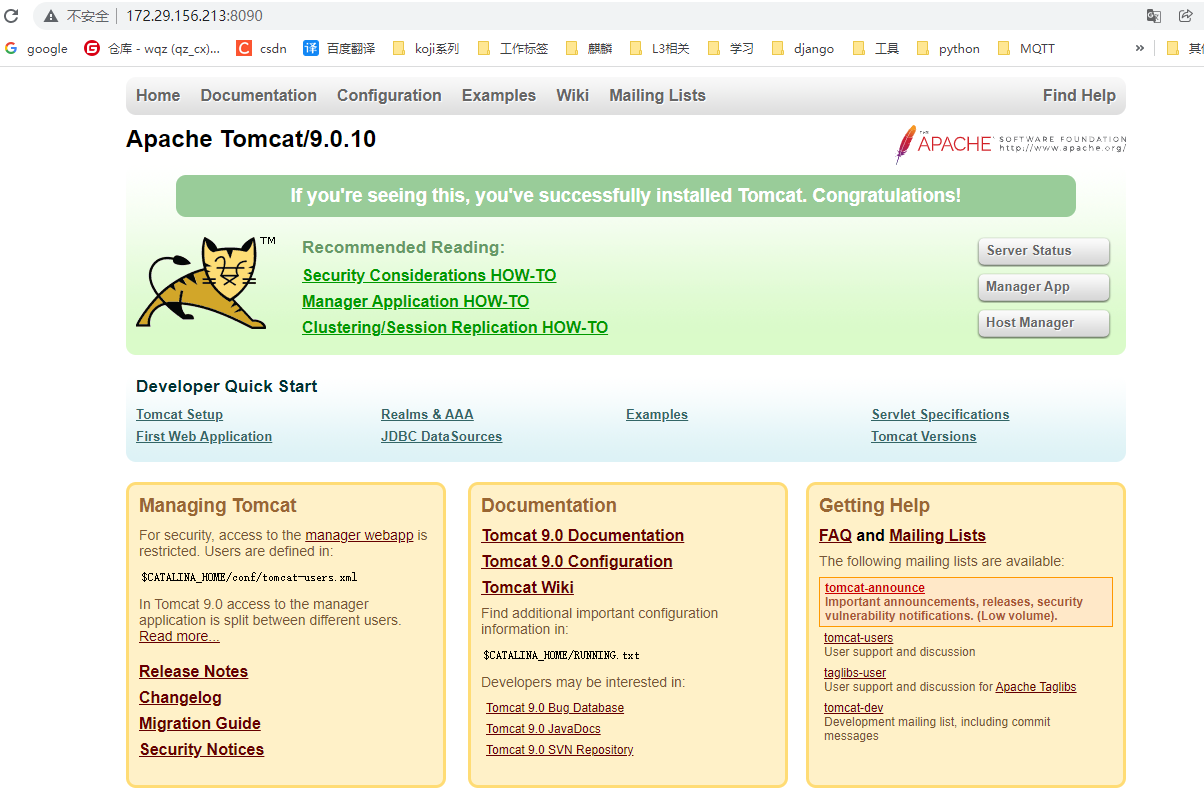 不安全 172.29.156.213:8090
google 仓库 - wqz (qz_cx)... csdn 译 百度翻译 koji系列 工作标签 麒麟 L3相关 学习 django 工具 python MQTT »
Home Documentation Configuration Examples Wiki Mailing Lists Find Help
Apache Tomcat/9.0.10
THE APACHE SOFTWARE FOUNDATION
http://www.apache.org/
If you're seeing this, you've successfully installed Tomcat. Congratulations!
TM
Recommended Reading:
Security Considerations HOW-TO
Manager Application HOW-TO
Clustering/Session Replication HOW-TO
Server Status
Manager App
Host Manager
Developer Quick Start
Tomcat Setup
First Web Application
Realms & AAA
JDBC DataSources
Examples
Servlet Specifications
Tomcat Versions
Managing Tomcat
For security, access to the manager webapp is
restricted. Users are defined in:
$CATALINA_HOME/conf/tomcat-users.xml
In Tomcat 9.0 access to the manager
application is split between different users.
Read more...
Release Notes
Changelog
Migration Guide
Security Notices
Documentation
Tomcat 9.0 Documentation
Tomcat 9.0 Configuration
Tomcat Wiki
Find additional important configuration
information in:
$CATALINA_HOME/RUNNING.txt
Developers may be interested in:
Tomcat 9.0 Bug Database
Tomcat 9.0 JavaDocs
Tomcat 9.0 SVN Repository
Getting Help
FAQ and Mailing Lists
The following mailing lists are available:
tomcat-announce
Important announcements, releases, security
vulnerability notifications. (Low volume).
tomcat-users
User support and discussion
taglibs-user
User support and discussion for Apache Taglibs
tomcat-dev
Development mailing list, including commit
messages